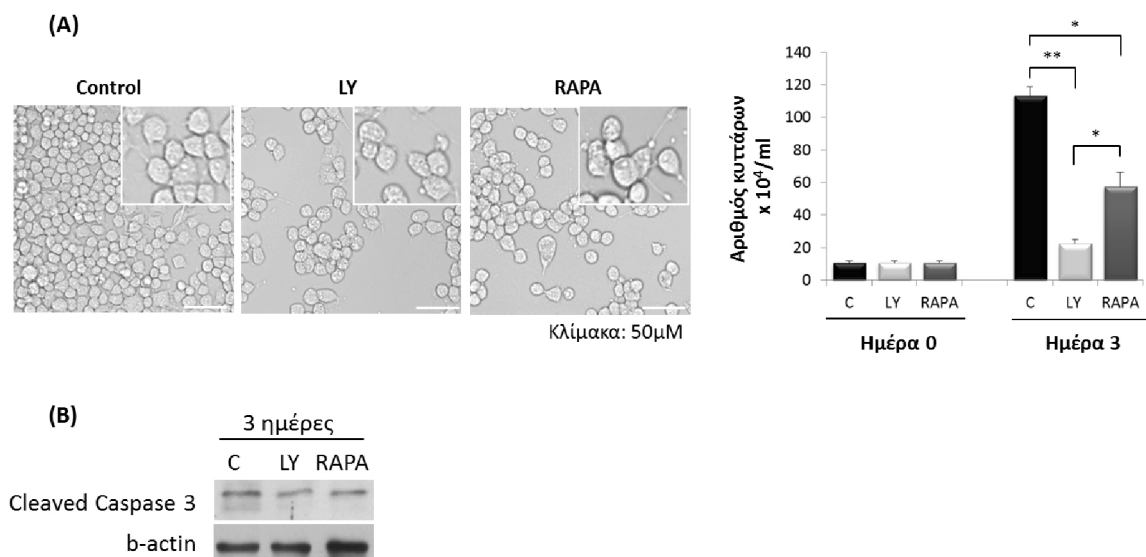 (A)
Control
LY
RAPA
Κλίμακα: 50μΜ
Αριθμός κυττάρων
x 10⁴/ml
140
120
100
80
60
40
20
0
*
**
*
C
LY
RAPA
C
LY
RAPA
Ημέρα 0
Ημέρα 3
(B)
3 ημέρες
C
LY
RAPA
Cleaved Caspase 3
b-actin